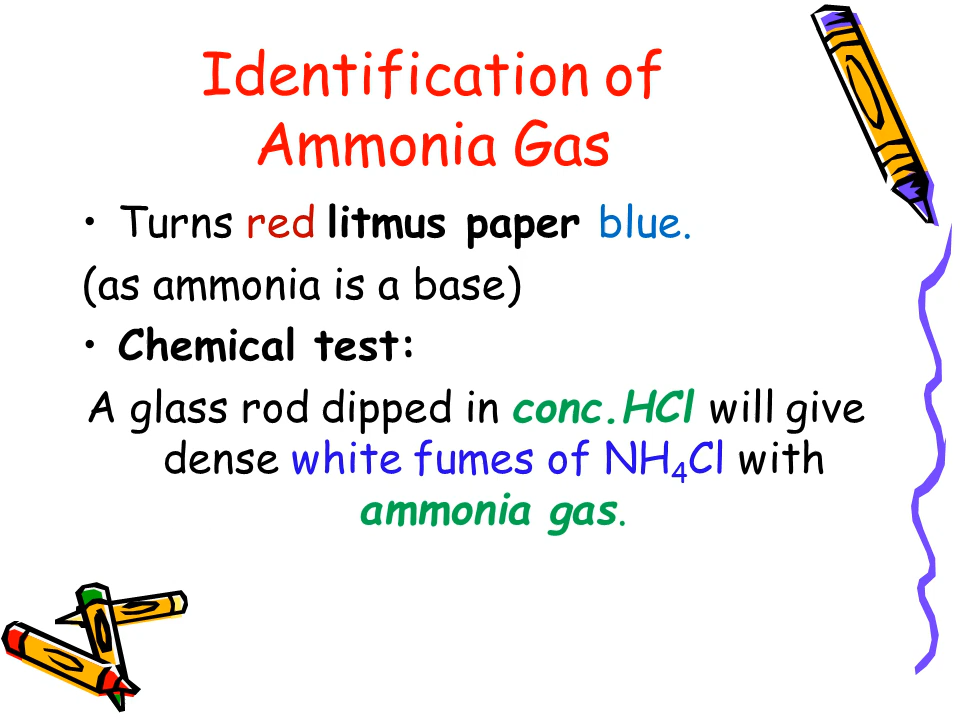 Identification of
Ammonia Gas
• Turns red litmus paper blue.
(as ammonia is a base)
• Chemical test:
A glass rod dipped in conc.HCl will give
dense white fumes of NH₄Cl with
ammonia gas.